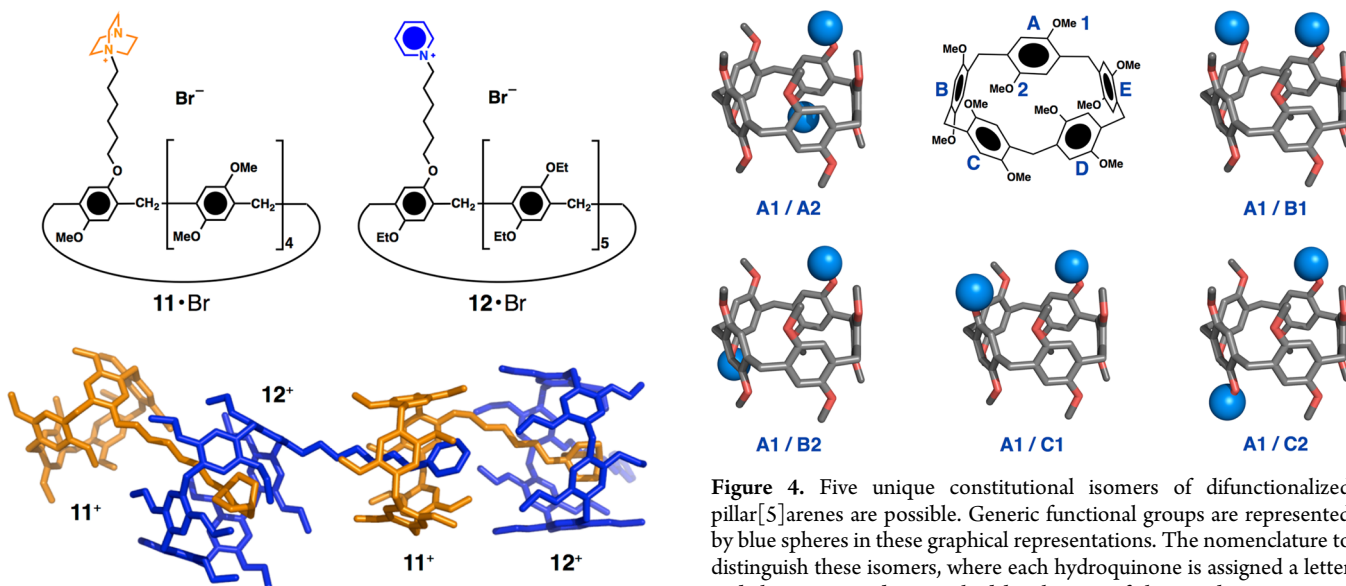 N
N
+
Br⁻
O
OMe
CH₂
CH₂
MeO
MeO
4
11•Br
N
+
Br⁻
O
OEt
CH₂
CH₂
EtO
EtO
5
12•Br
11⁺
12⁺
11⁺
12⁺
A1 / A2
A
OMe 1
MeO
OMe
B
MeO 2
E
OMe
MeO
MeO
MeO
OMe
C
D
OMe
A1 / B1
A1 / B2
A1 / C1
A1 / C2
Figure 4. Five unique constitutional isomers of difunctionalized
pillar[5]arenes are possible. Generic functional groups are represented
by blue spheres in these graphical representations. The nomenclature to
distinguish these isomers, where each hydroquinone is assigned a letter